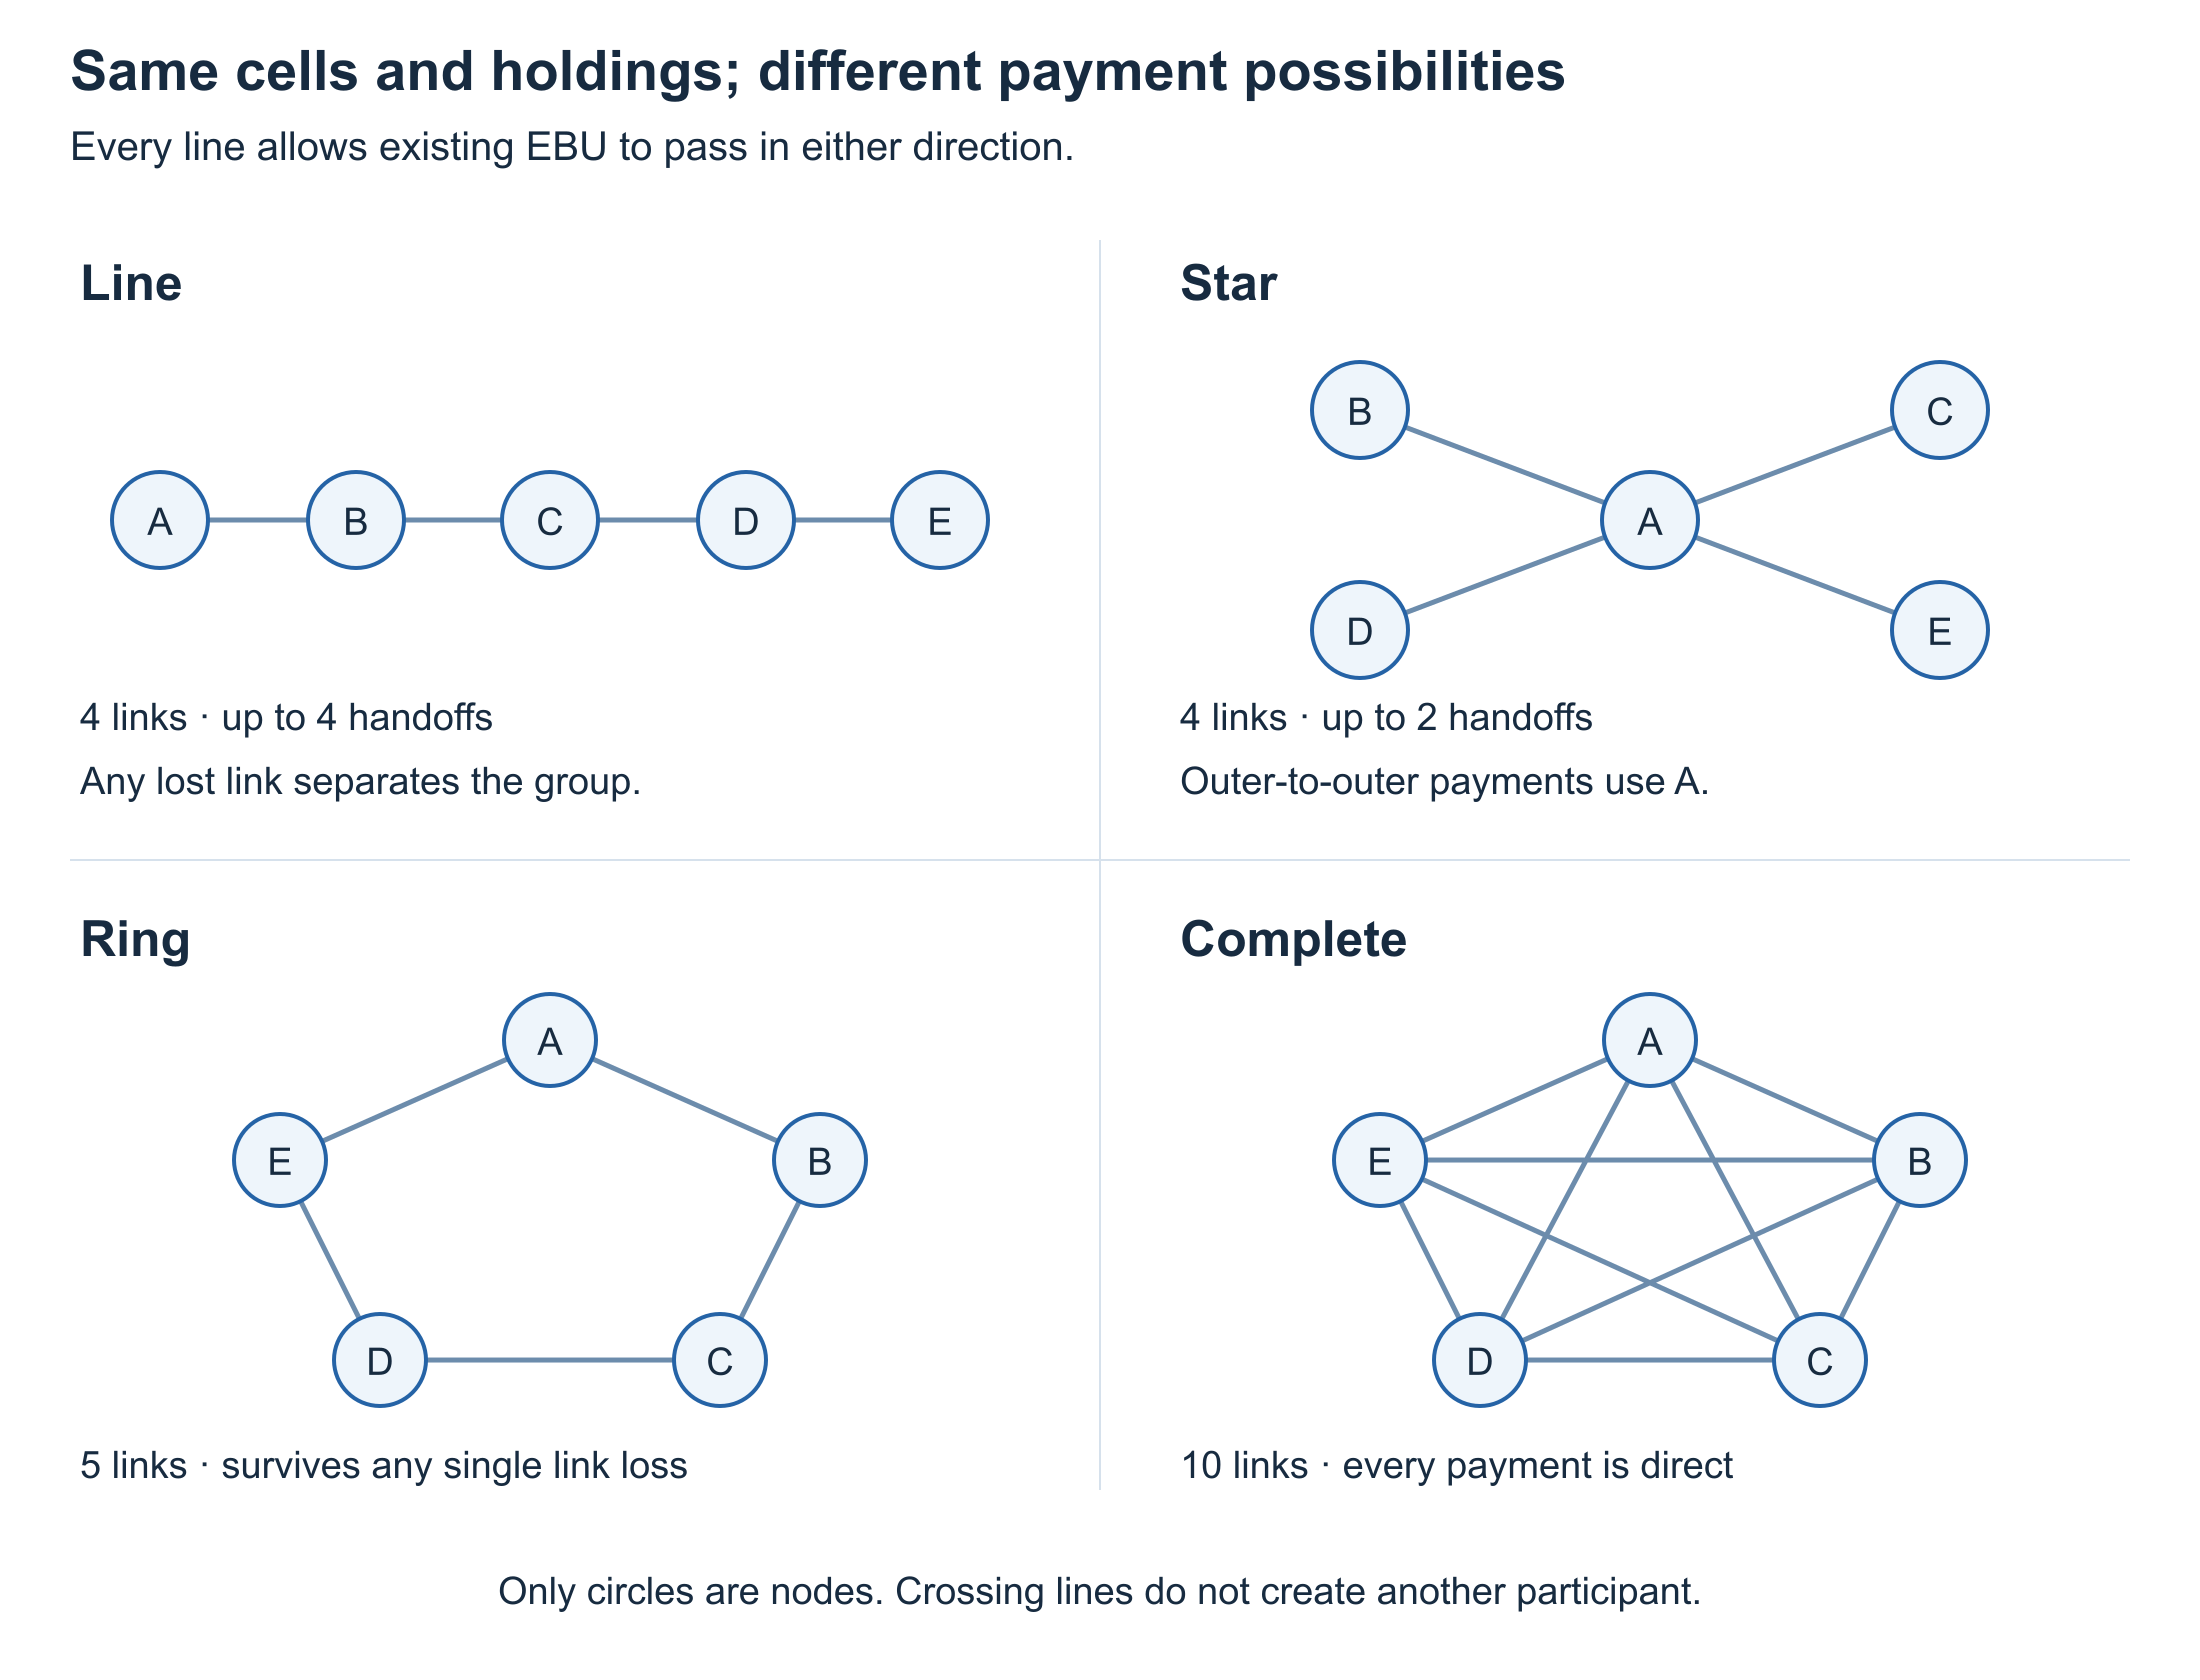 Same cells and holdings; different payment possibilities
Every line allows existing EBU to pass in either direction.
Line
A
B
C
D
E
4 links · up to 4 handoffs
Any lost link separates the group.
Star
B
C
A
D
E
4 links · up to 2 handoffs
Outer-to-outer payments use A.
Ring
A
E
B
D
C
5 links · survives any single link loss
Complete
A
E
B
D
C
10 links · every payment is direct
Only circles are nodes. Crossing lines do not create another participant.